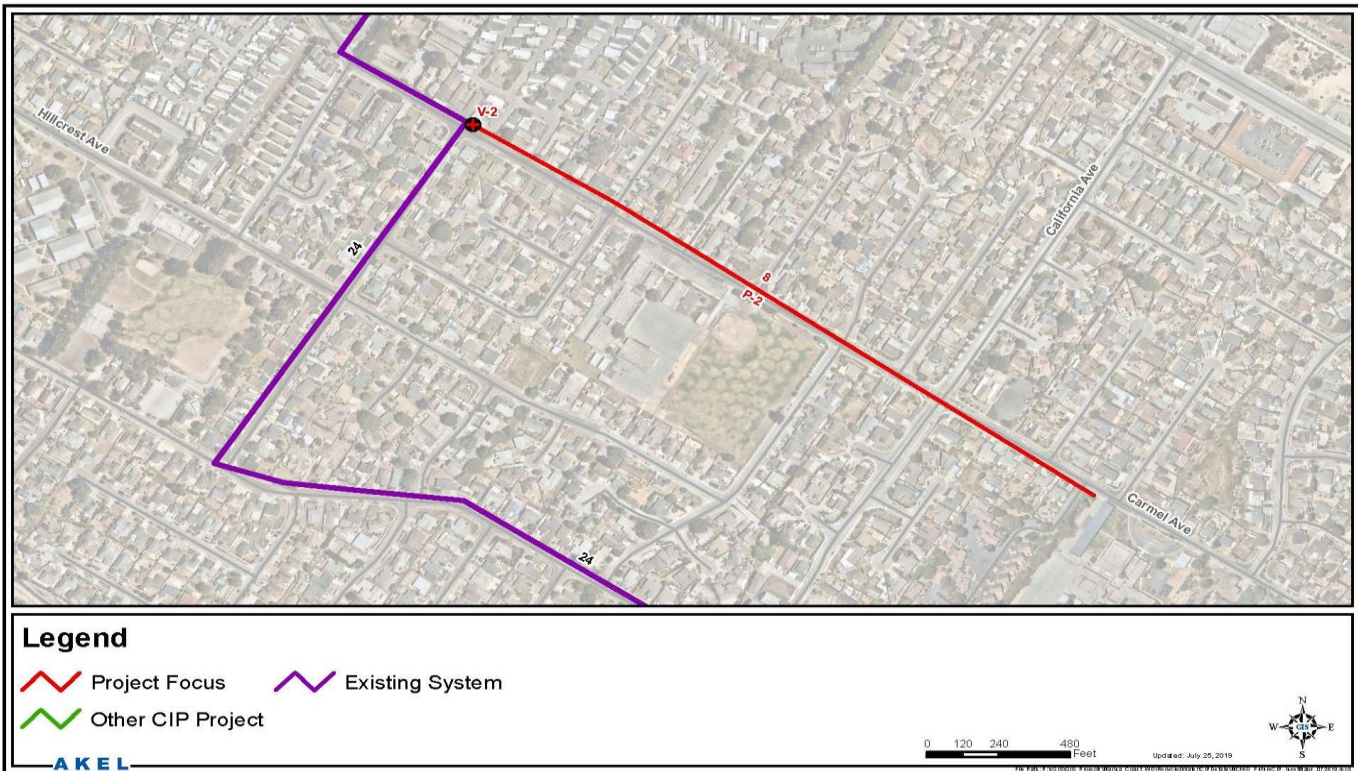 V-2
Hillcrest Ave
California Ave
24
8
P-2
Carmel Ave
24
Legend
Project Focus
Existing System
Other CIP Project
N
W GIS E
S
0 120 240 480
Feet
Updated: July 25, 2019
AKEL